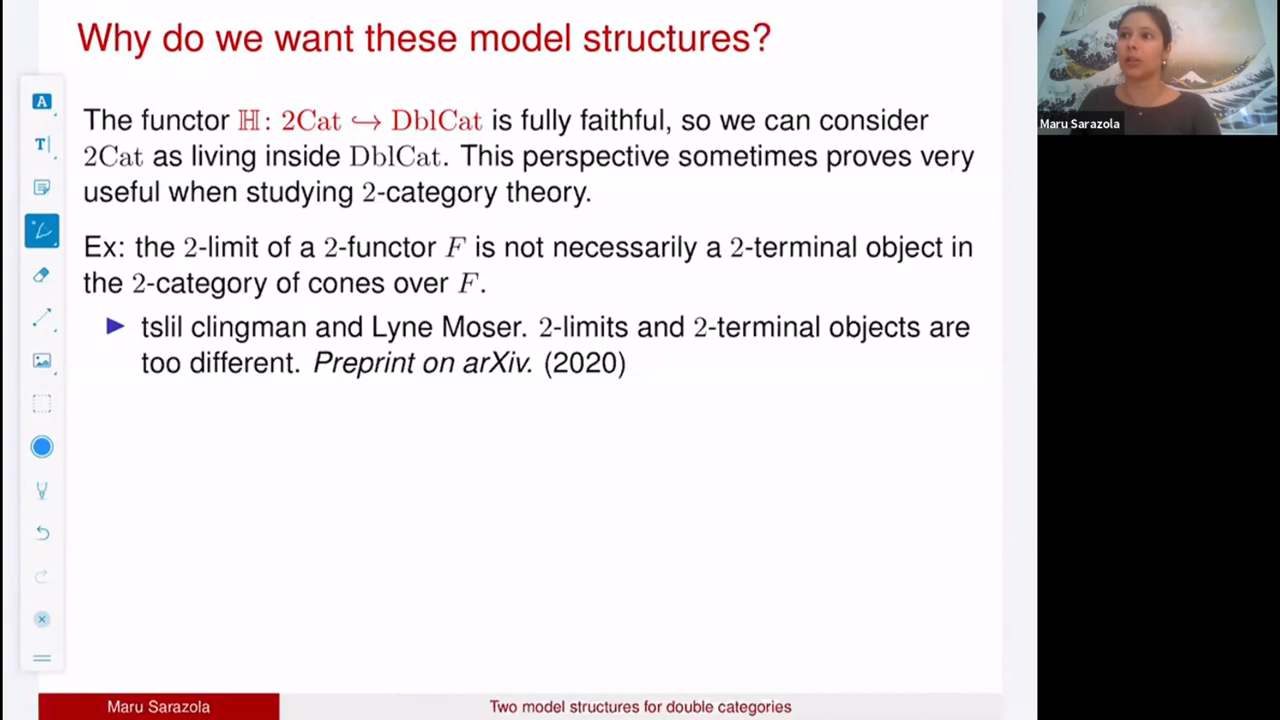 Why do we want these model structures?
Maru Sarazola
The functor ℍ: 2Cat ↪ DblCat is fully faithful, so we can consider
2Cat as living inside DblCat. This perspective sometimes proves very
useful when studying 2-category theory.
Ex: the 2-limit of a 2-functor F is not necessarily a 2-terminal object in
the 2-category of cones over F.
▶ tslil clingman and Lyne Moser. 2-limits and 2-terminal objects are
too different. Preprint on arXiv. (2020)
A
T
Maru Sarazola
Two model structures for double categories